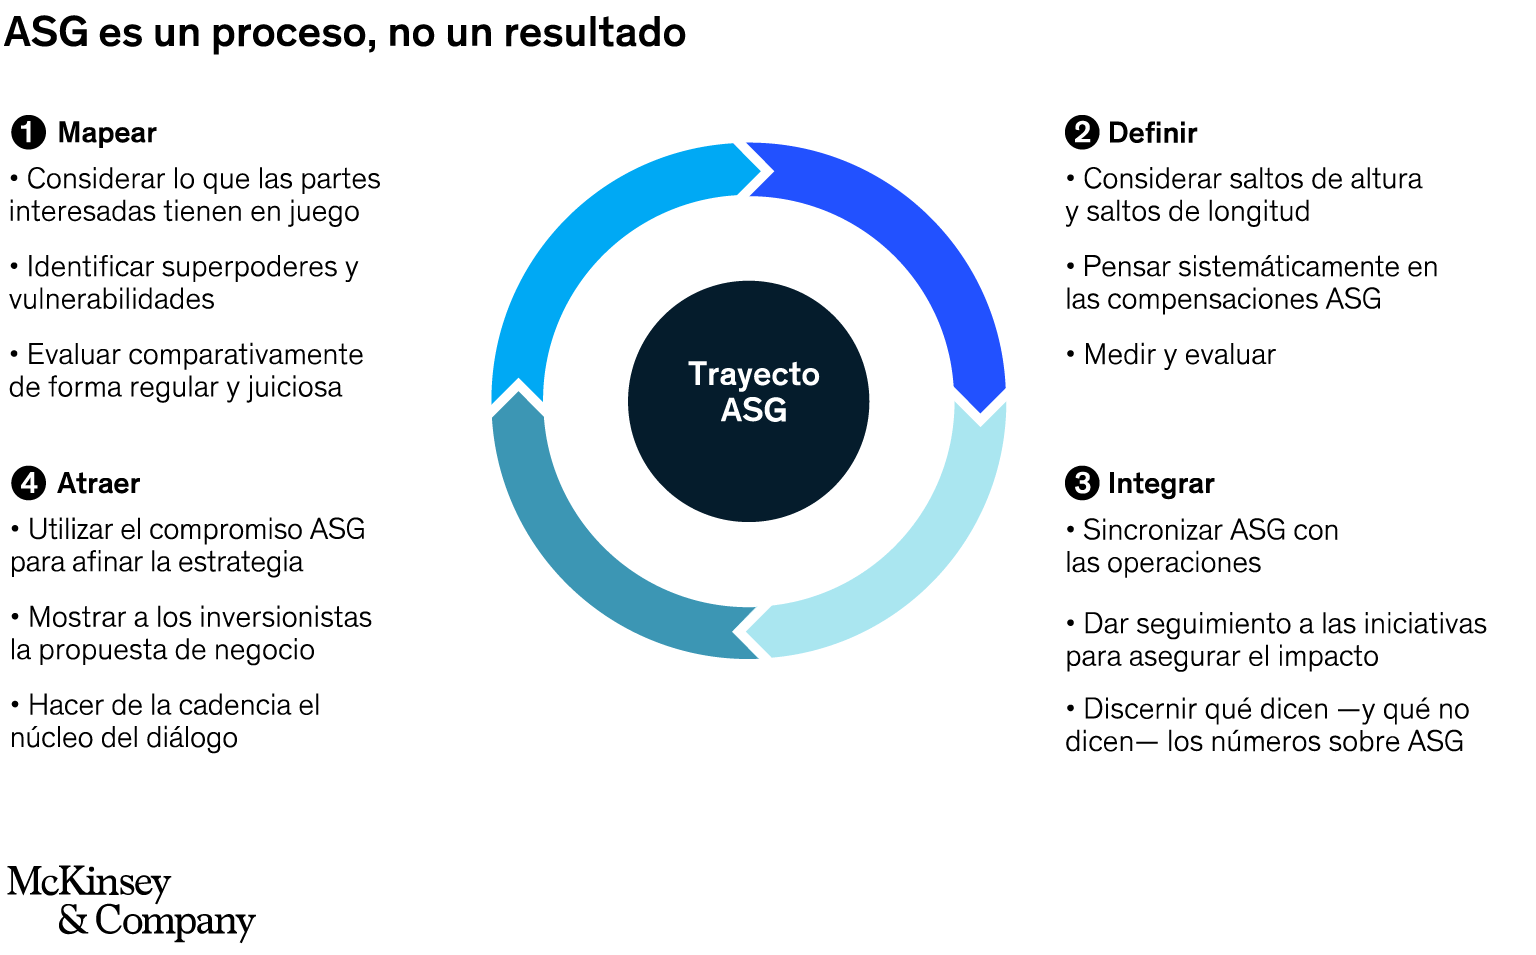 ASG es un proceso, no un resultado
1 Mapear
• Considerar lo que las partes
interesadas tienen en juego
• Identificar superpoderes y
vulnerabilidades
• Evaluar comparativamente
de forma regular y juiciosa
2 Definir
• Considerar saltos de altura
y saltos de longitud
• Pensar sistemáticamente en
las compensaciones ASG
• Medir y evaluar
Trayecto
ASG
3 Integrar
• Sincronizar ASG con
las operaciones
• Dar seguimiento a las iniciativas
para asegurar el impacto
• Discernir qué dicen —y qué no
dicen— los números sobre ASG
4 Atraer
• Utilizar el compromiso ASG
para afinar la estrategia
• Mostrar a los inversionistas
la propuesta de negocio
• Hacer de la cadencia el
núcleo del diálogo
McKinsey
& Company